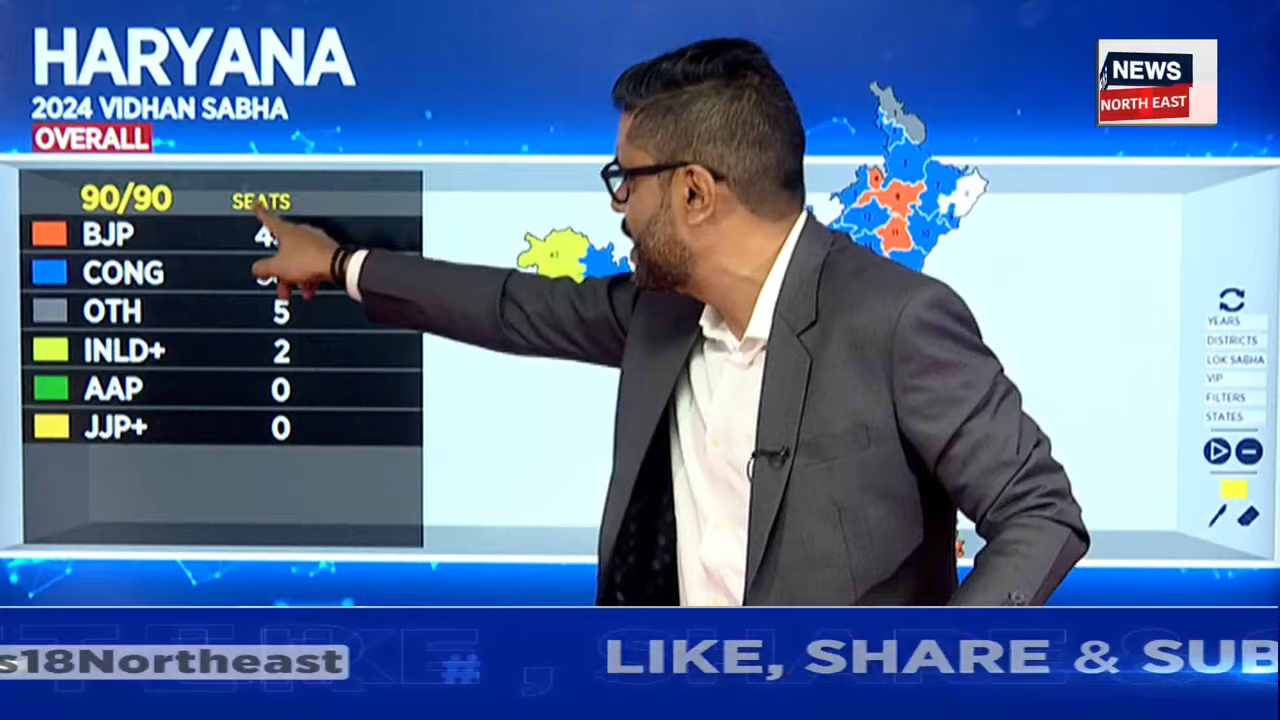 HARYANA
2024 VIDHAN SABHA
OVERALL
NEWS
NORTH EAST
90/90 SEATS
BJP
CONG
OTH 5
INLD+ 2
AAP 0
JJP+ 0
YEARS
DISTRICTS
LOK SABHA
VIP
FILTERS
STATES
s18Northeast # LIKE, SHARE & SUB